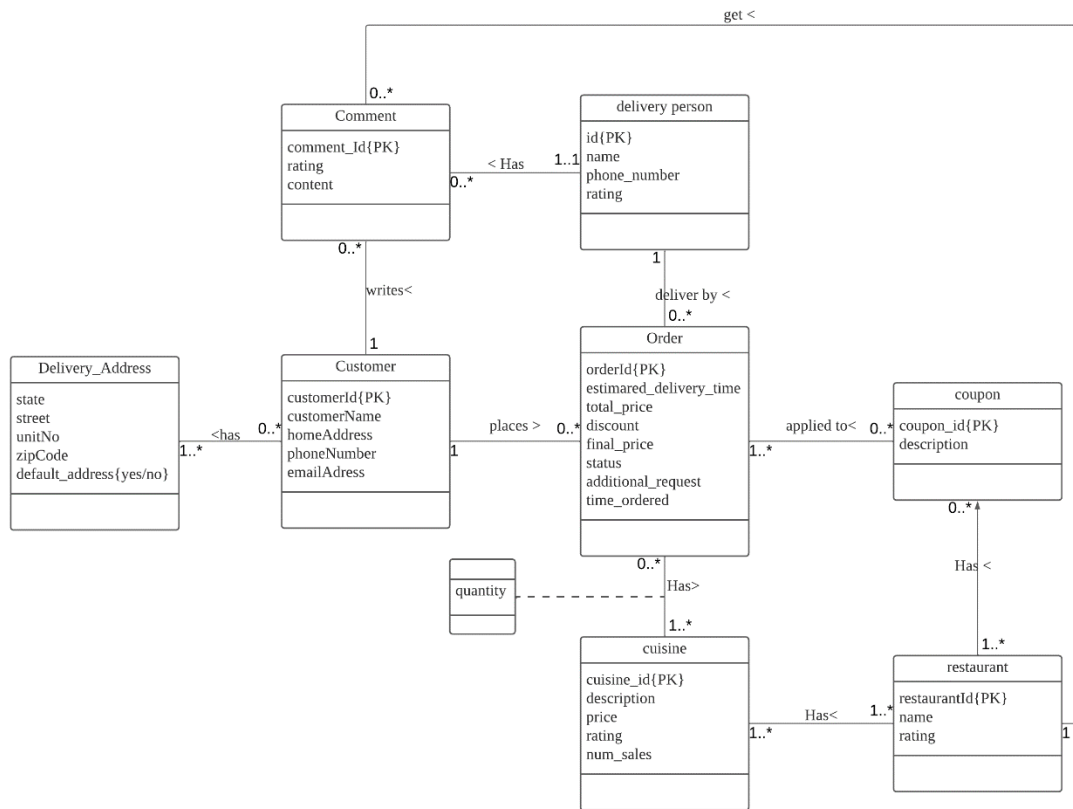 get <
0..*
Comment
comment_Id{PK}
rating
content
0..*
< Has
1..1
delivery person
id{PK}
name
phone_number
rating
0..*
writes<
1
1
deliver by <
0..*
Delivery_Address
state
street
unitNo
zipCode
default_address{yes/no}
1..*
<has
0..*
Customer
customerId{PK}
customerName
homeAddress
phoneNumber
emailAdress
1
places >
0..*
Order
orderId{PK}
estimared_delivery_time
total_price
discount
final_price
status
additional_request
time_ordered
1..*
applied to<
0..*
coupon
coupon_id{PK}
description
0..*
Has <
1..*
0..*
Has>
quantity
1..*
cuisine
cuisine_id{PK}
description
price
rating
num_sales
1..*
Has<
1..*
restaurant
restaurantId{PK}
name
rating
1